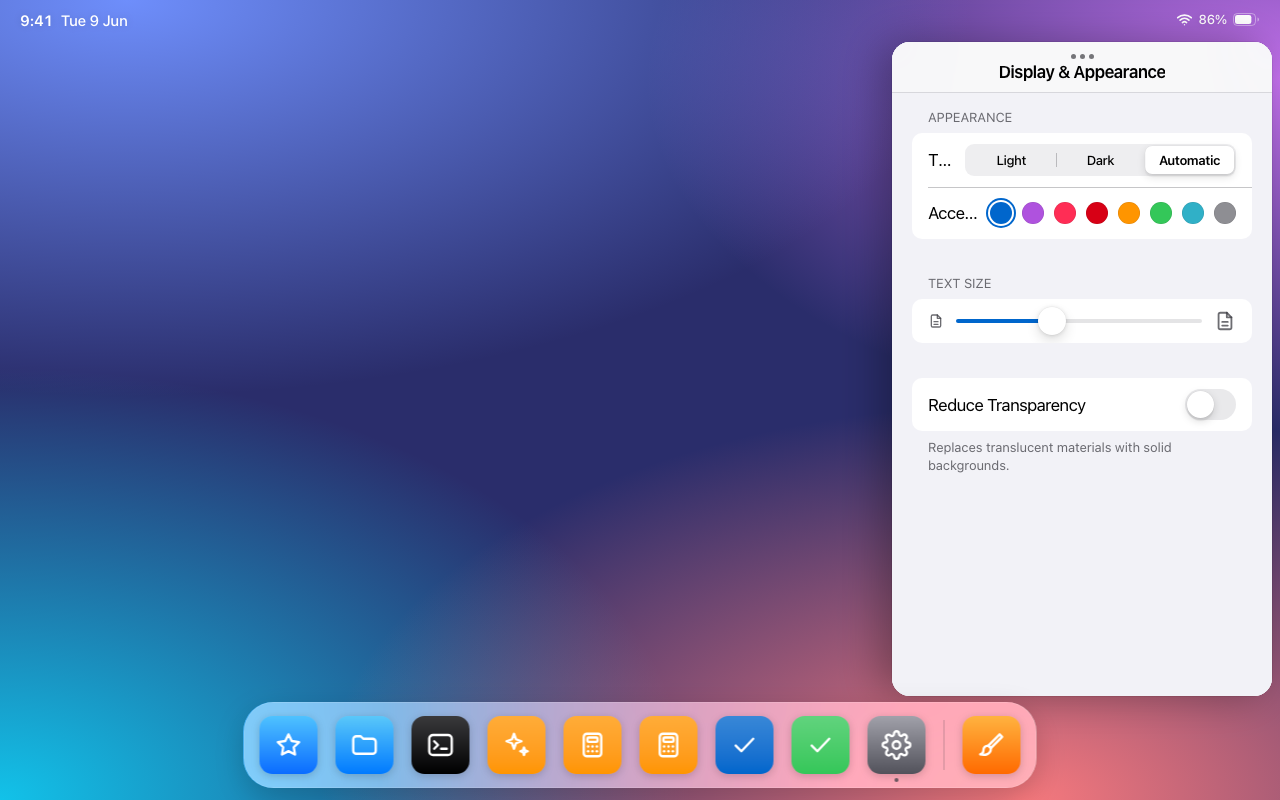 9:41 Tue 9 Jun
86%
Display & Appearance
APPEARANCE
T... Light Dark Automatic
Acce...
TEXT SIZE
Reduce Transparency
Replaces translucent materials with solid
backgrounds.